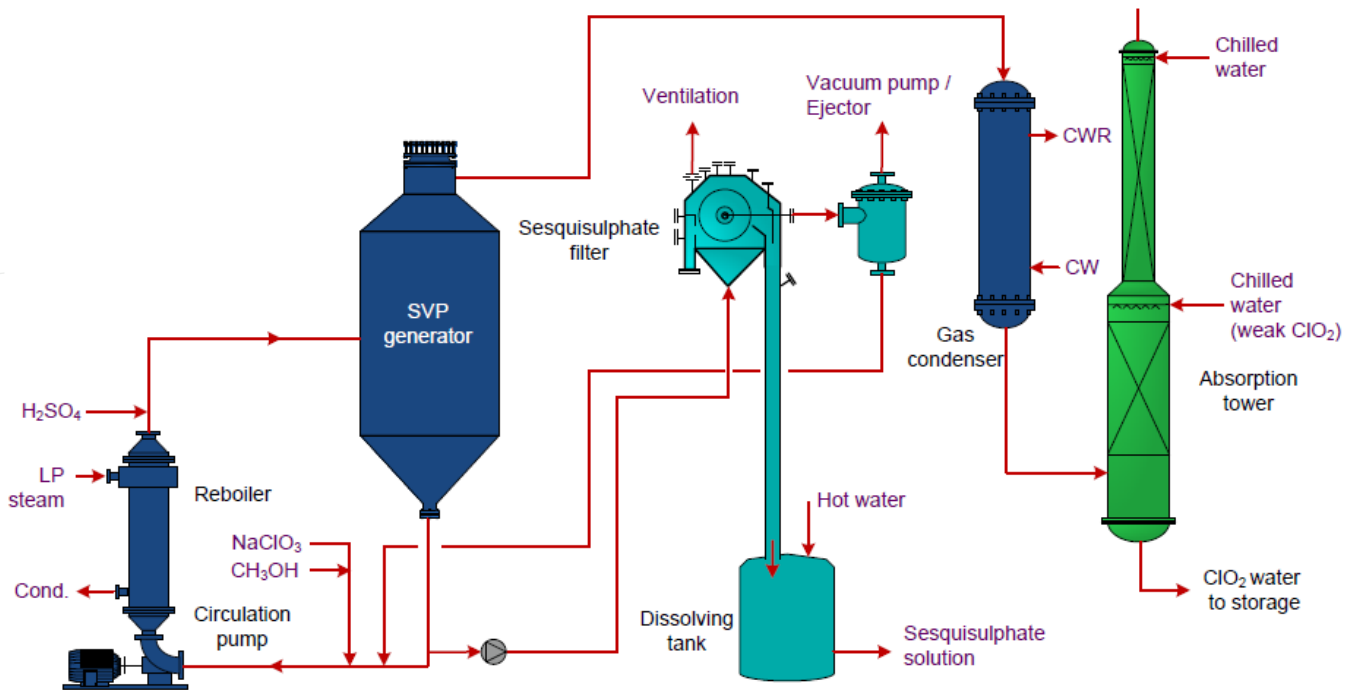 Ventilation
Vacuum pump /
Ejector
Chilled
water
CWR
Sesquisulphate
filter
CW
Chilled
water
(weak ClO₂)
SVP
generator
Gas
condenser
Absorption
tower
H₂SO₄
LP
steam
Reboiler
Hot water
NaClO₃
CH₃OH
Cond.
Circulation
pump
Dissolving
tank
ClO₂ water
to storage
Sesquisulphate
solution